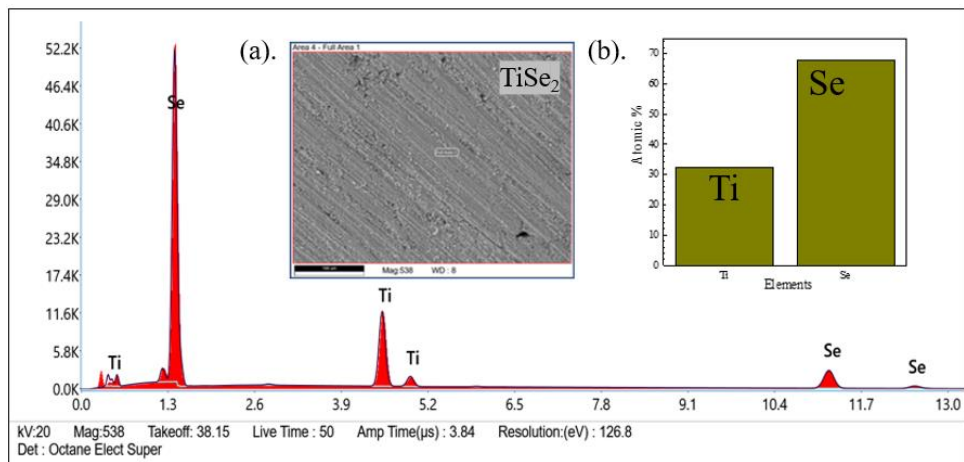 52.2K
46.4K
40.6K
34.8K
29.0K
23.2K
17.4K
11.6K
5.8K
0.0K
Se
Ti
Ti
Ti
Se
Se
0.0 1.3 2.6 3.9 5.2 6.5 7.8 9.1 10.4 11.7 13.0
(a).
Area 4 - Full Area 1
TiSe₂
Mag:538 WD : 8
(b).
Atomic %
70
60
50
40
30
20
10
0
Ti
Se
Ti Se
Elements
kV:20 Mag:538 Takeoff: 38.15 Live Time : 50 Amp Time(µs) : 3.84 Resolution:(eV) : 126.8
Det : Octane Elect Super